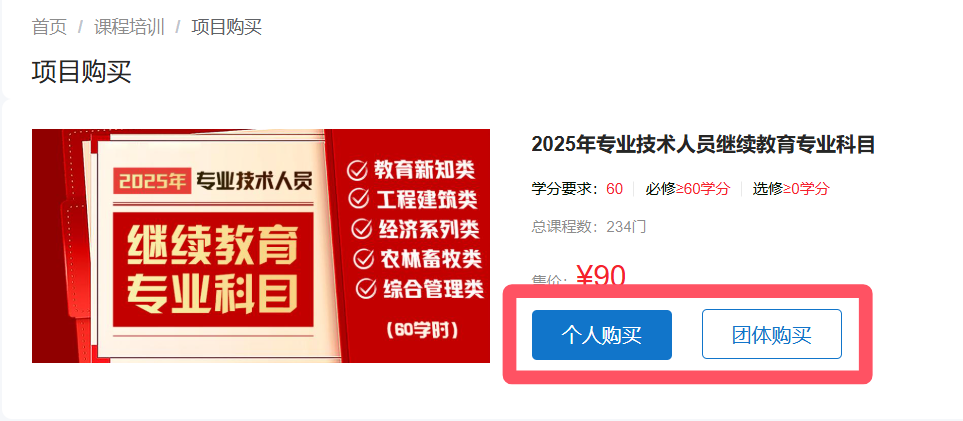 首页 / 课程培训 / 项目购买
项目购买
2025年 专业技术人员
继续教育
专业科目
教育新知类
工程建筑类
经济系列类
农林畜牧类
综合管理类
(60学时)
2025年专业技术人员继续教育专业科目
学分要求：60 | 必修≥60学分 | 选修≥0学分
总课程数：234门
售价：¥90
个人购买 团体购买